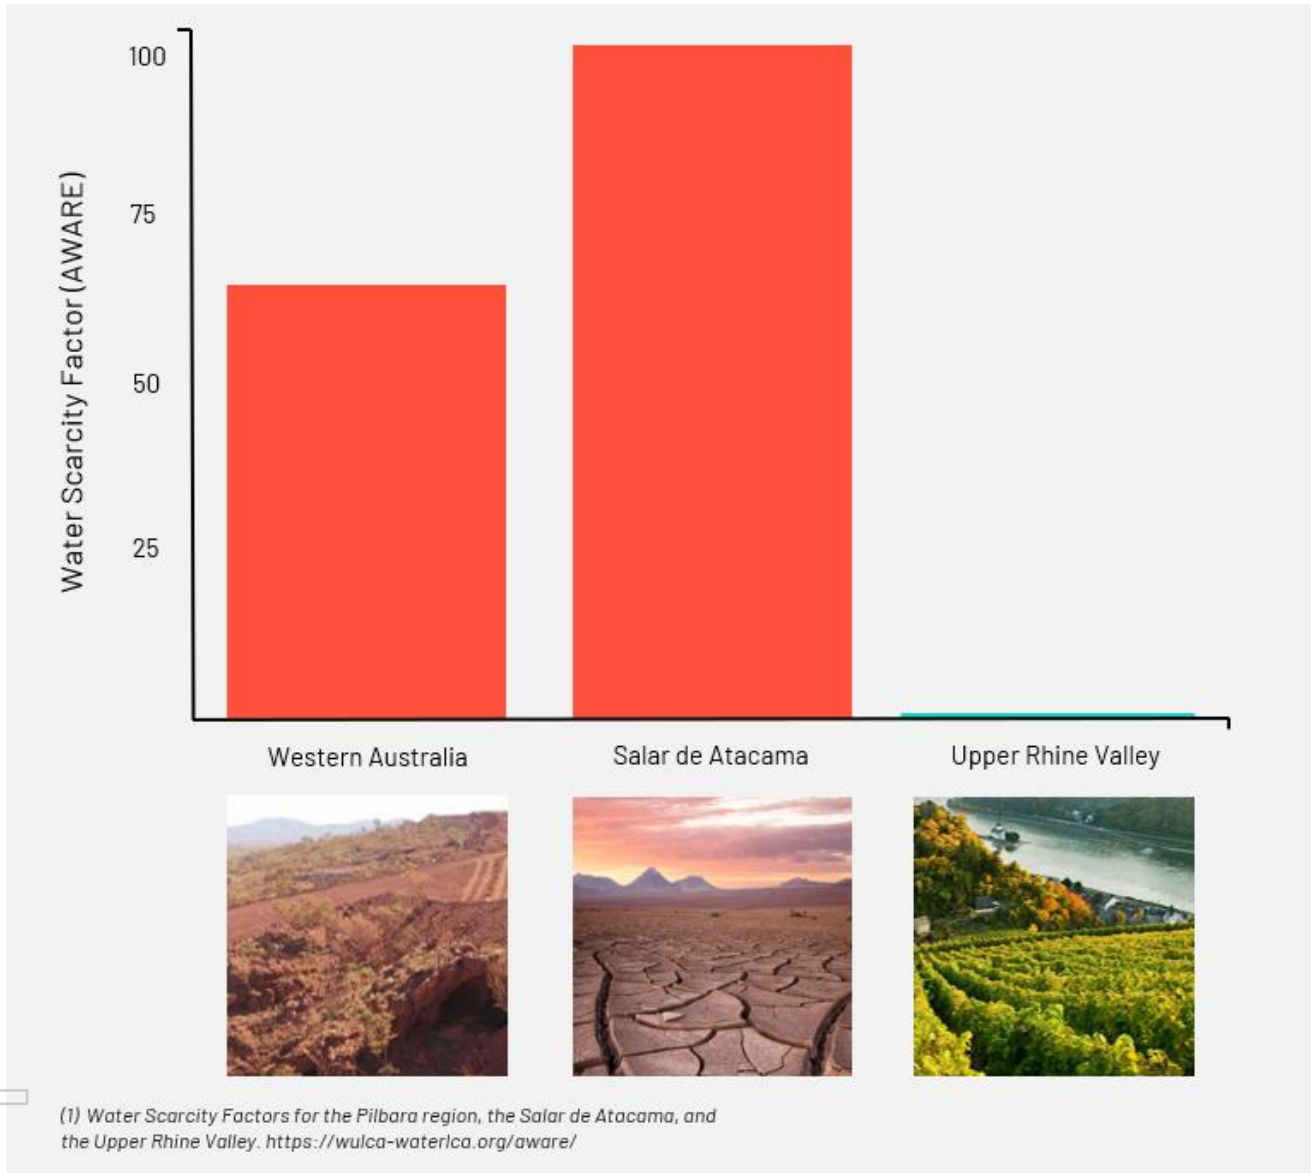 100
75
50
25
Water Scarcity Factor (AWARE)
Western Australia
Salar de Atacama
Upper Rhine Valley
(1) Water Scarcity Factors for the Pilbara region, the Salar de Atacama, and
the Upper Rhine Valley. https://wulca-waterlca.org/aware/